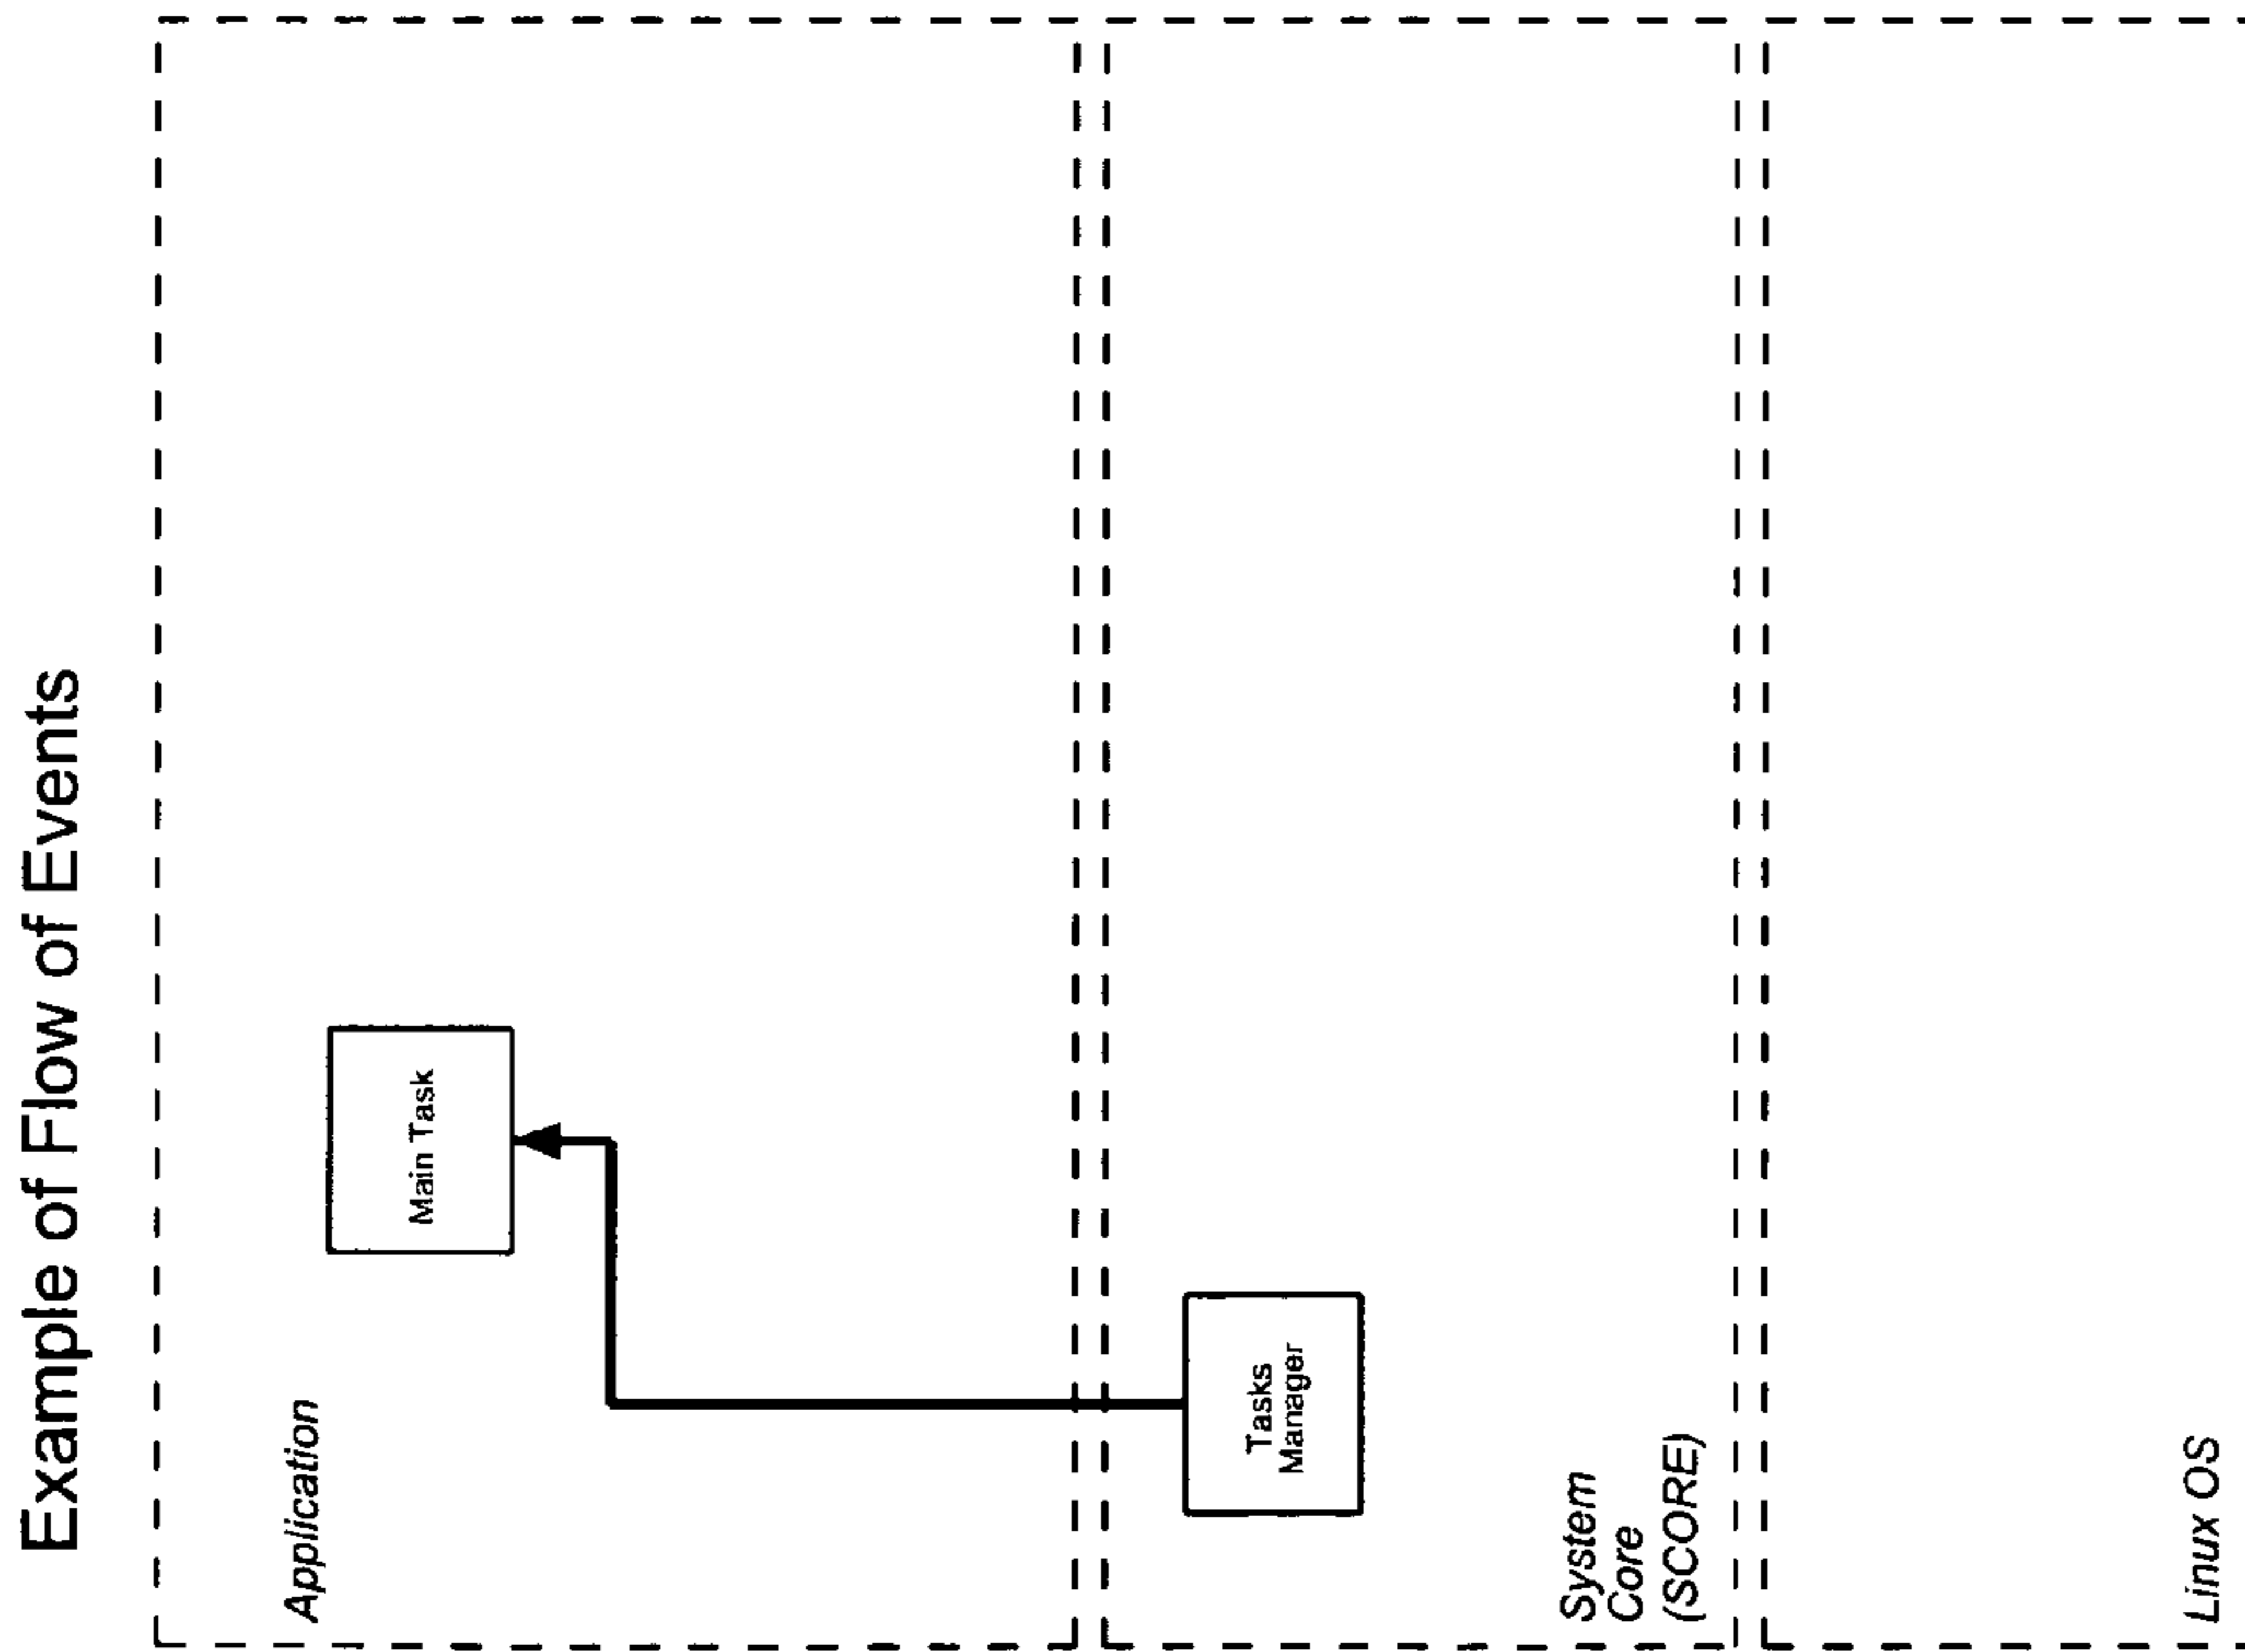 Example of Flow of Events
Application
Main Task
Tasks
Manager
System
Core
(SCORE)
Linux OS